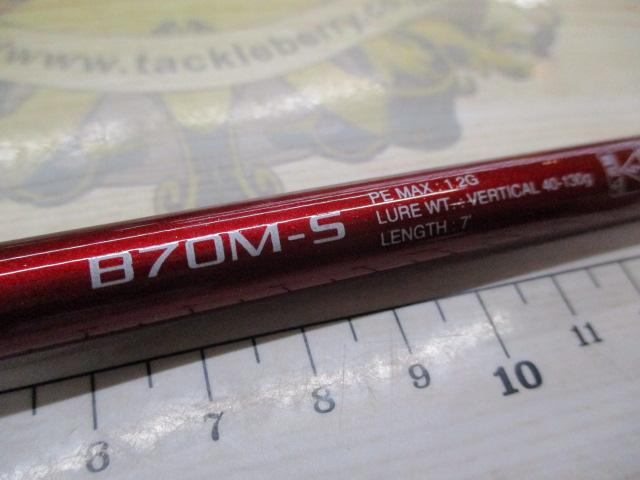 www.tackleberry.co
B70M-S
PE MAX : 1.2G
LURE WT.: VERTICAL 40-130g
LENGTH : 7'
6 7 8 9 10 11